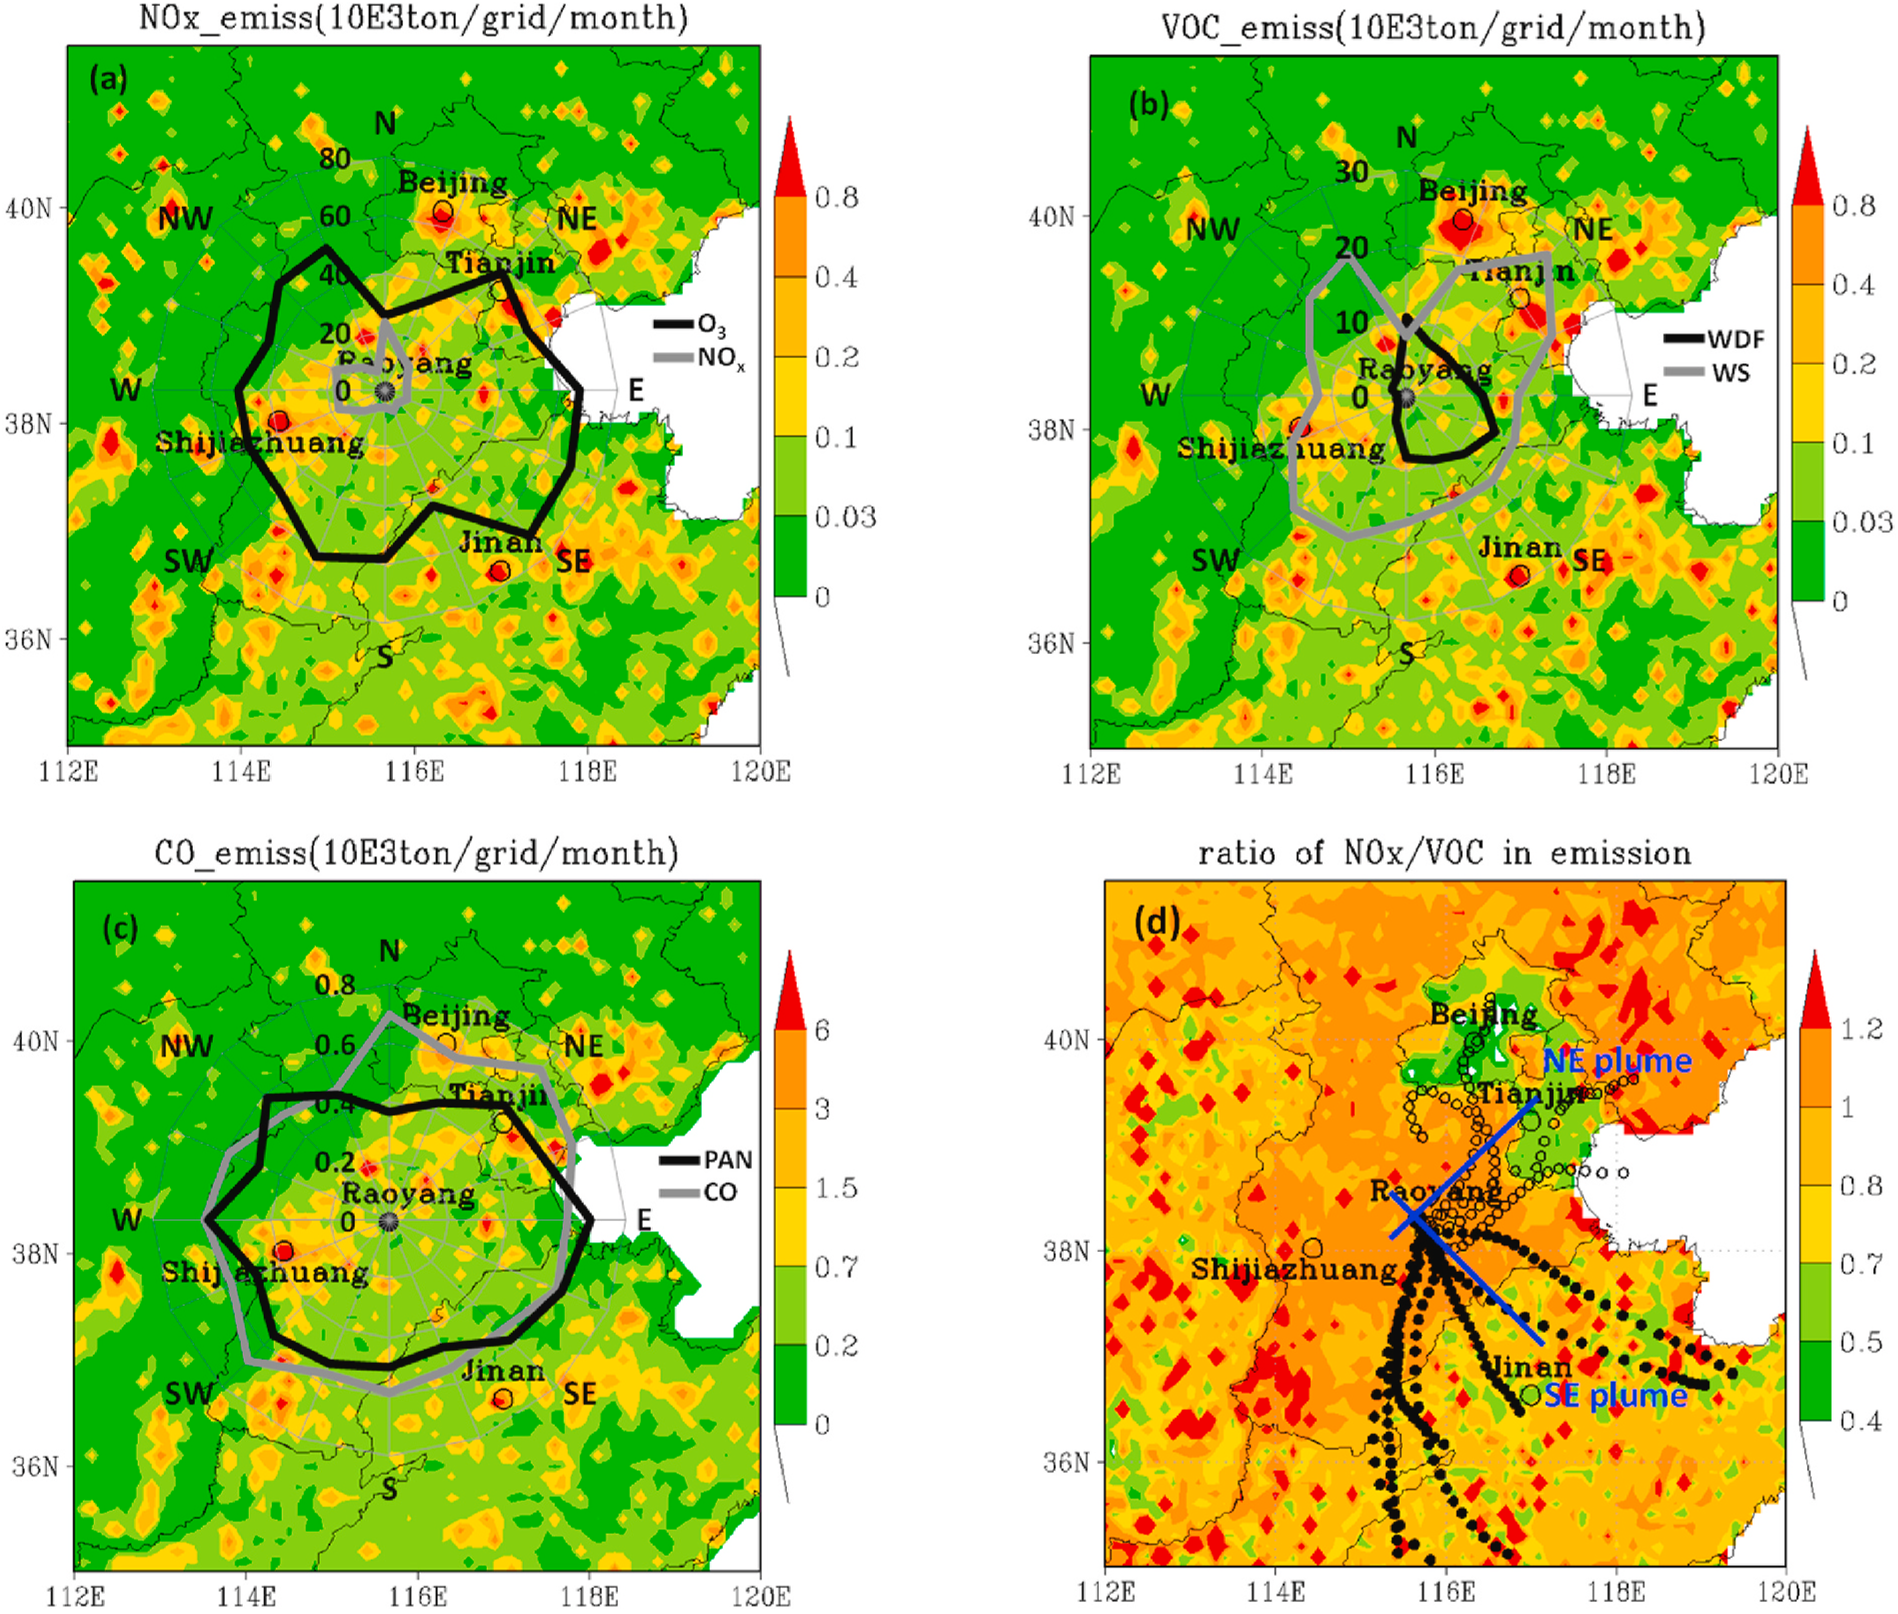 NOx_emiss(10E3ton/grid/month)
(a)
N
80
60
40
20
0
NW
NE
W
E
SW
SE
S
Beijing
Tianjin
Raoyang
Shijiazhuang
Jinan
O3
NOx
40N
38N
36N
112E 114E 116E 118E 120E
0.8
0.4
0.2
0.1
0.03
0
VOC_emiss(10E3ton/grid/month)
(b)
N
30
20
10
0
NW
NE
W
E
SW
SE
S
Beijing
Tianjin
Raoyang
Shijiazhuang
Jinan
WDF
WS
40N
38N
36N
112E 114E 116E 118E 120E
0.8
0.4
0.2
0.1
0.03
0
CO_emiss(10E3ton/grid/month)
(c)
N
0.8
0.6
0.4
0.2
0
NW
NE
W
E
SW
SE
S
Beijing
Tianjin
Raoyang
Shijiazhuang
Jinan
PAN
CO
40N
38N
36N
112E 114E 116E 118E 120E
6
3
1.5
0.7
0.2
0
ratio of NOx/VOC in emission
(d)
Beijing
NE plume
Tianjin
Raoyang
Shijiazhuang
Jinan
SE plume
40N
38N
36N
112E 114E 116E 118E 120E
1.2
1
0.8
0.7
0.5
0.4